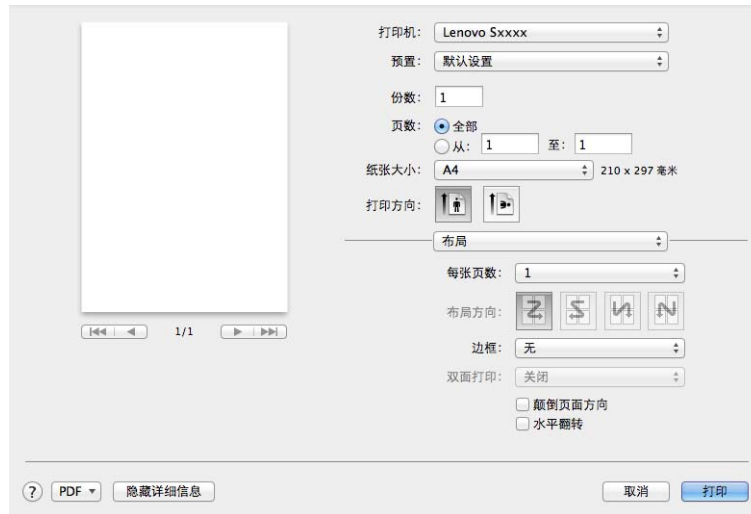 打印机: Lenovo Sxxxx
预置: 默认设置
份数: 1
页数: 全部
从: 1 至: 1
纸张大小: A4 210 x 297 毫米
打印方向:
布局
每张页数: 1
布局方向:
1/1
边框: 无
双面打印: 关闭
颠倒页面方向
水平翻转
? PDF 隐藏详细信息 取消 打印